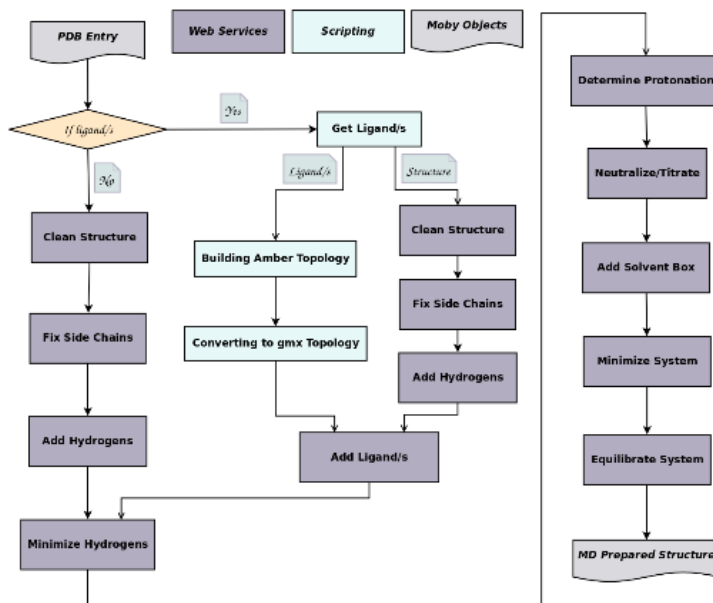 PDB Entry
Web Services
Scripting
Moby Objects
If ligand/s
Yes
No
Get Ligand/s
Ligand/s
Structure
Clean Structure
Fix Side Chains
Add Hydrogens
Minimize Hydrogens
Building Amber Topology
Converting to gmx Topology
Clean Structure
Fix Side Chains
Add Hydrogens
Add Ligand/s
Determine Protonation
Neutralize/Titrate
Add Solvent Box
Minimize System
Equilibrate System
MD Prepared Structure